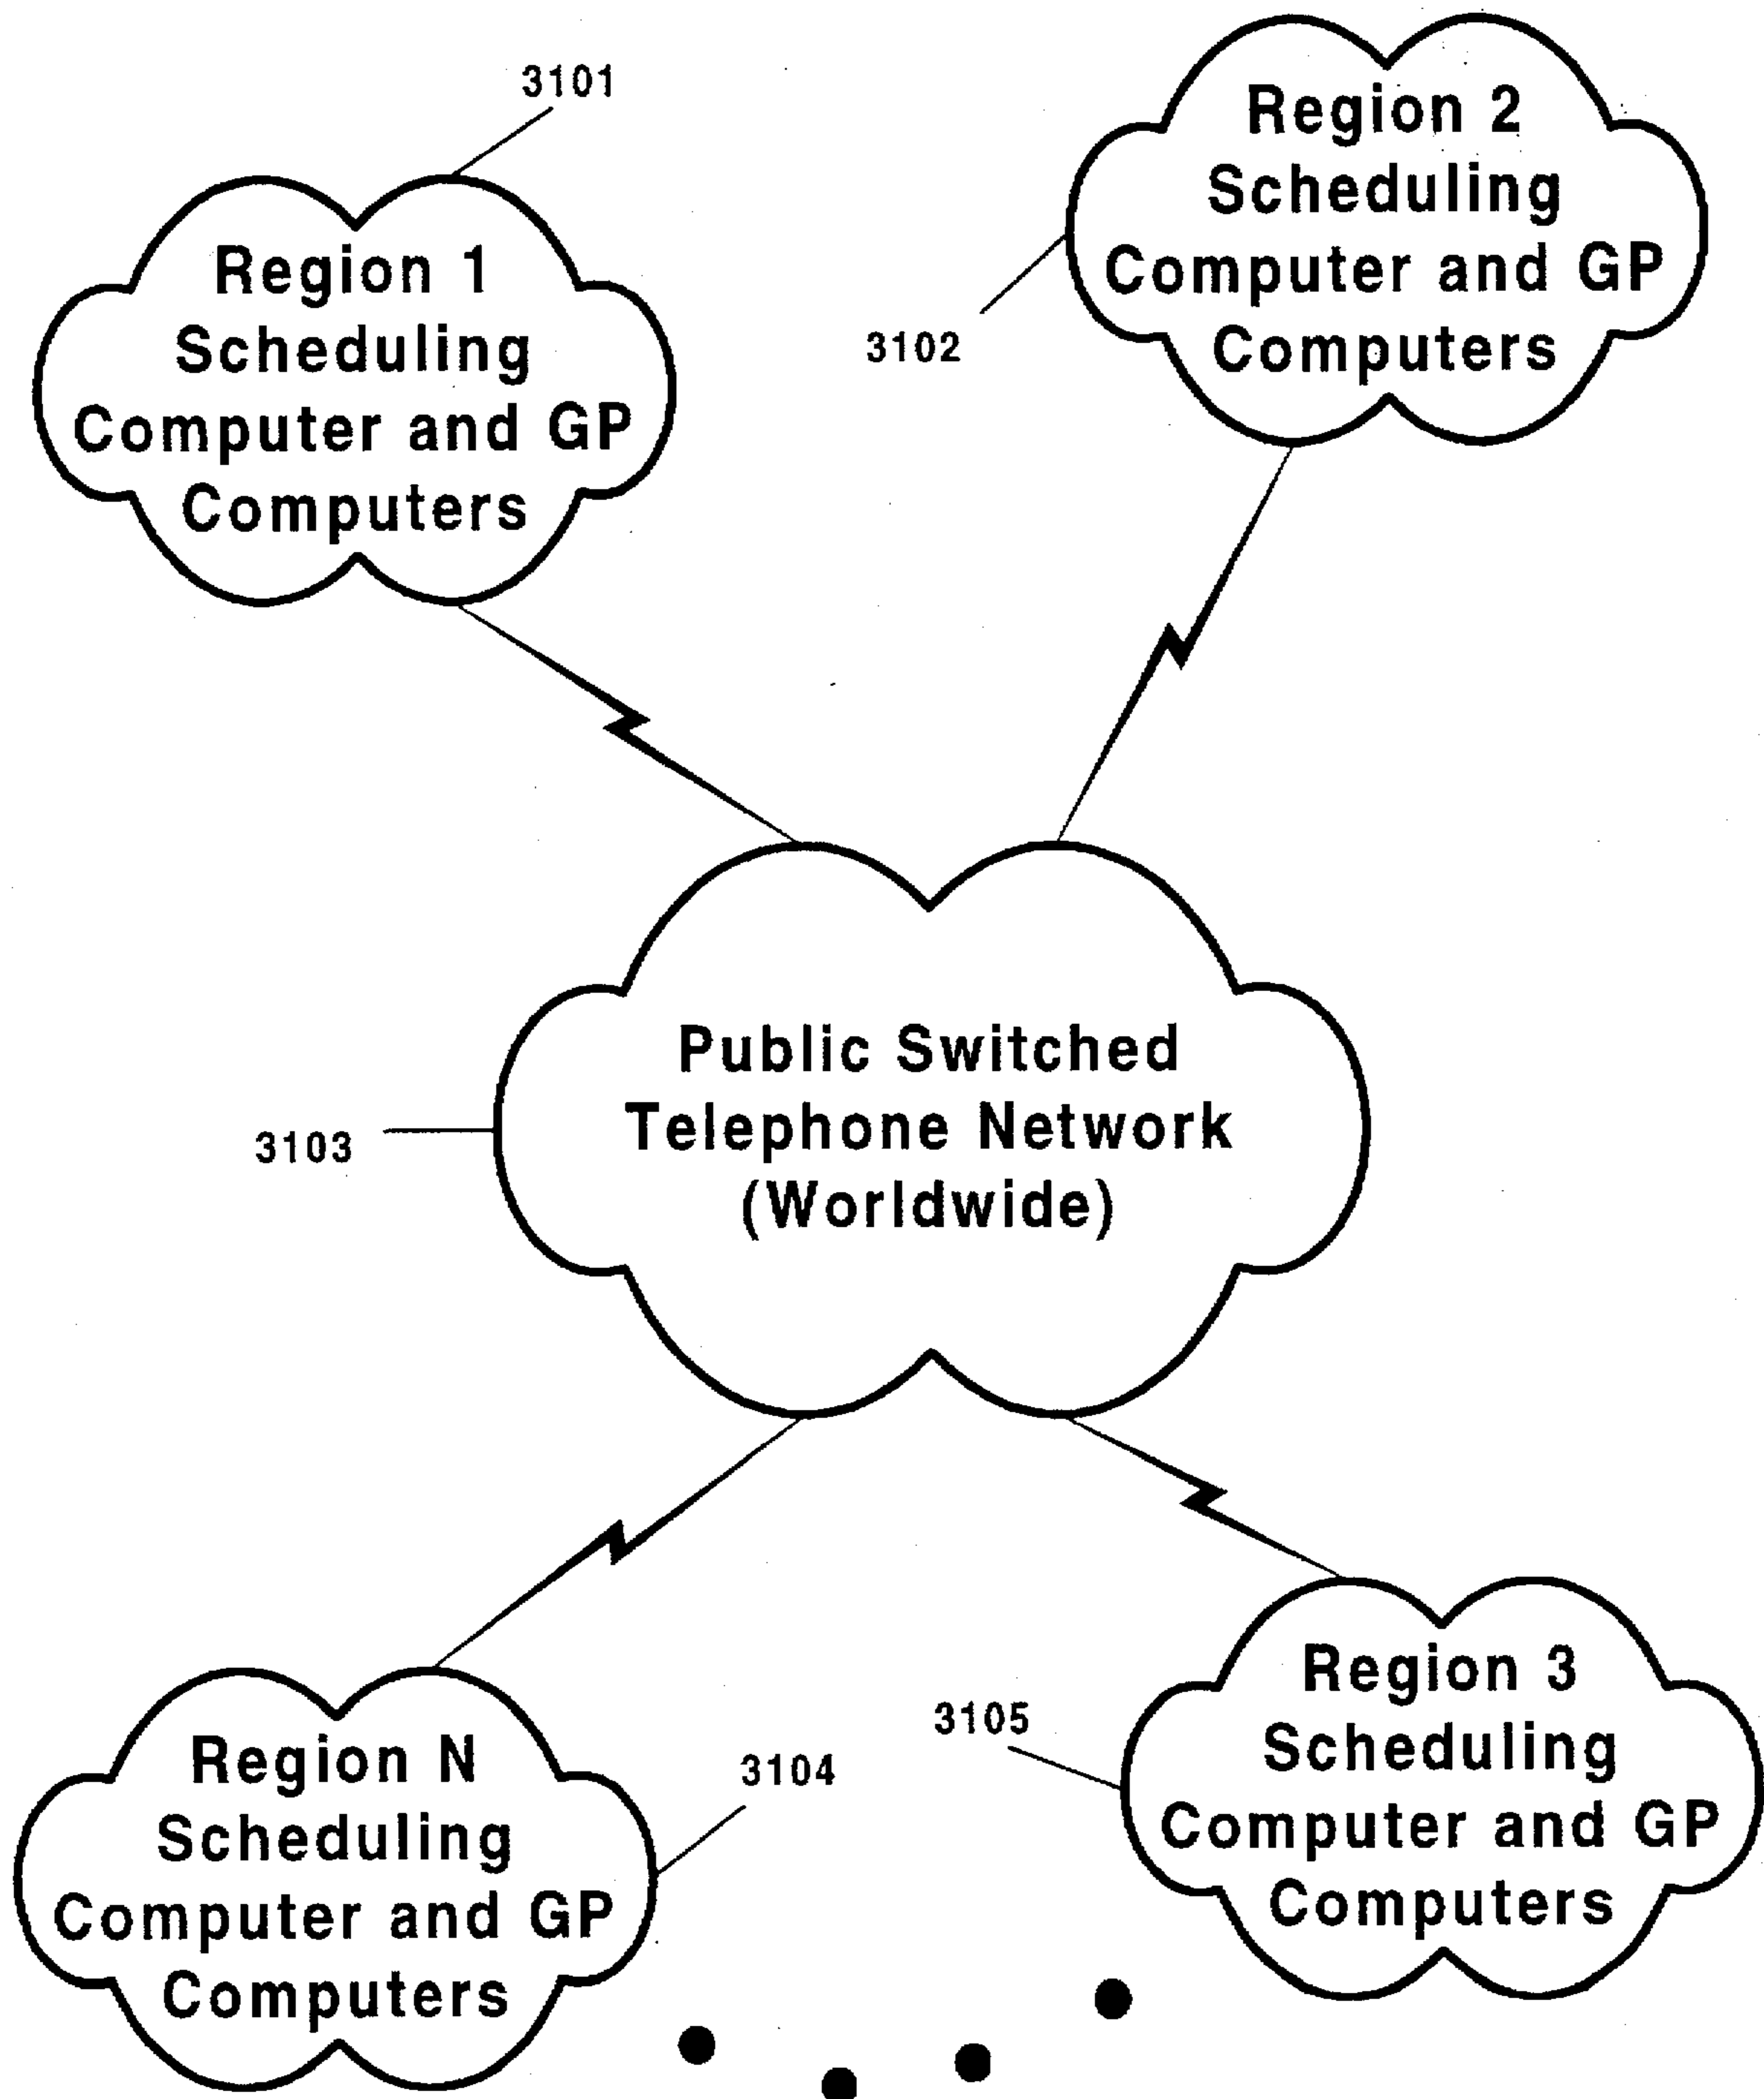 3101
Region 1
Scheduling
Computer and GP
Computers
Region 2
Scheduling
Computer and GP
Computers
3102
Public Switched
Telephone Network
(Worldwide)
3103
Region N
Scheduling
Computer and GP
Computers
3104
3105
Region 3
Scheduling
Computer and GP
Computers